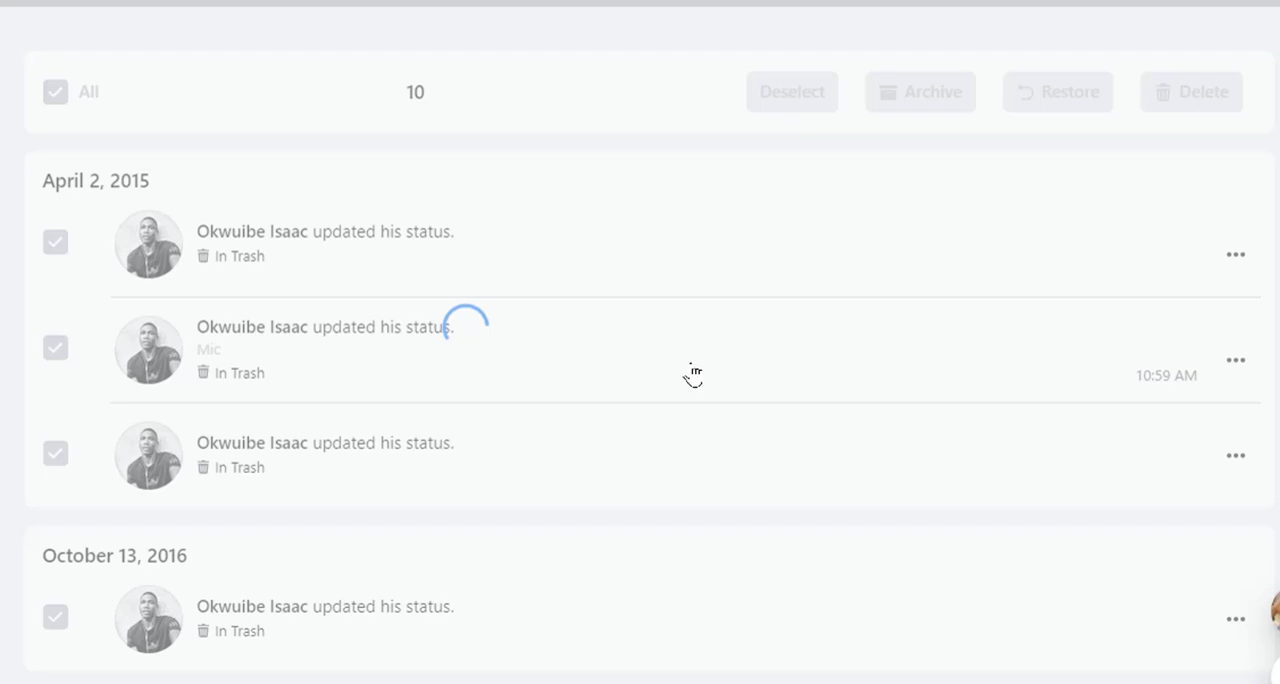 All 10 Deselect Archive Restore Delete
April 2, 2015
Okwuibe Isaac updated his status.
In Trash
Okwuibe Isaac updated his status.
Mic
In Trash
10:59 AM
Okwuibe Isaac updated his status.
In Trash
October 13, 2016
Okwuibe Isaac updated his status.
In Trash